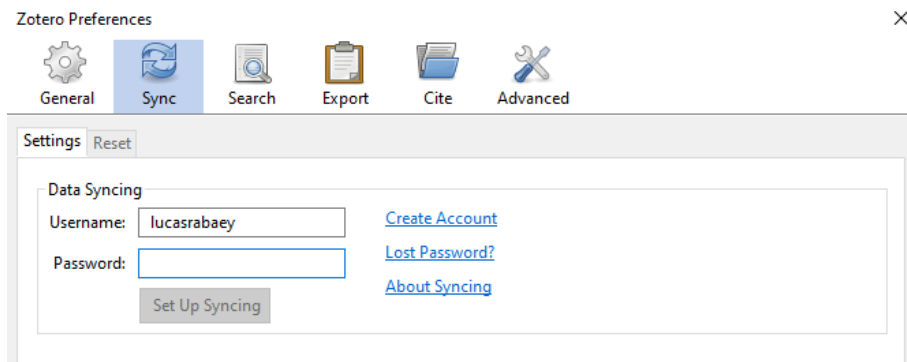 Zotero Preferences
General Sync Search Export Cite Advanced
Settings Reset
Data Syncing
Username: lucasrabaey Create Account
Password: Lost Password?
Set Up Syncing About Syncing